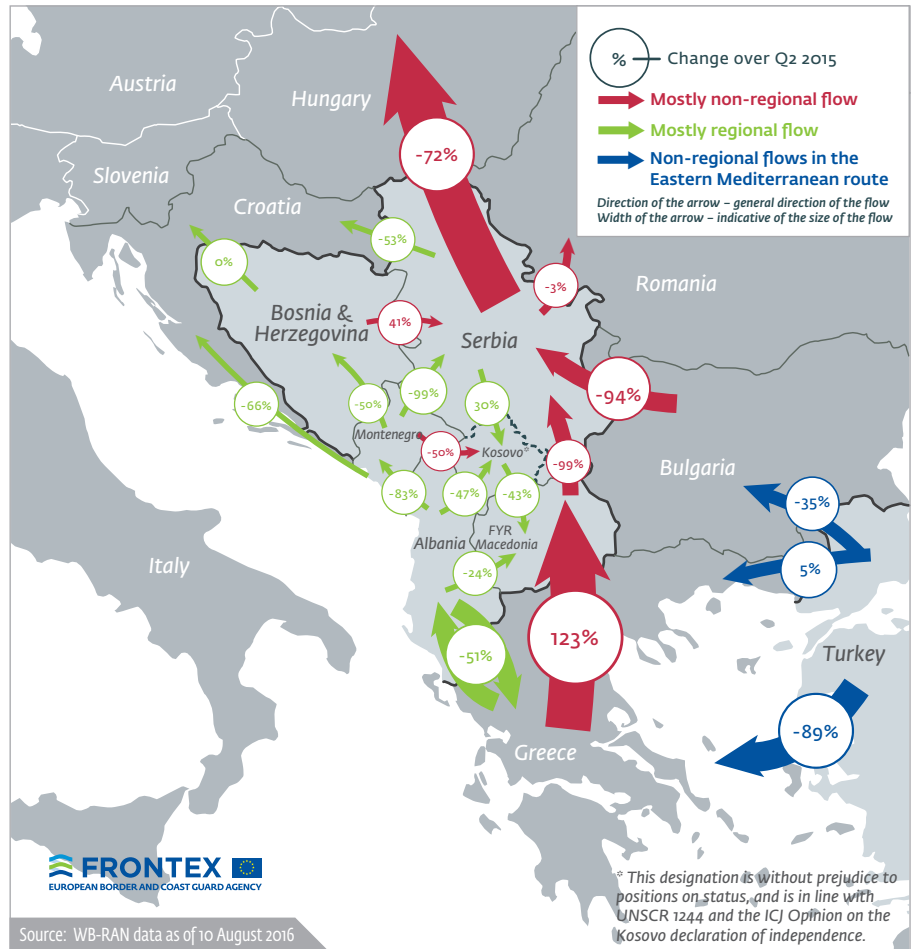 % Change over Q2 2015
Mostly non-regional flow
Mostly regional flow
Non-regional flows in the
Eastern Mediterranean route
Direction of the arrow – general direction of the flow
Width of the arrow – indicative of the size of the flow
Austria
Hungary
-72%
Slovenia
Croatia
-53%
0%
-3%
Romania
Bosnia &
Herzegovina
41%
Serbia
-66%
-50%
-99%
30%
-94%
Montenegro
-50%
Kosovo*
-99%
Bulgaria
-83%
-47%
-43%
-35%
Albania
FYR
Macedonia
Italy
-24%
5%
-51%
123%
Turkey
-89%
Greece
FRONTEX
EUROPEAN BORDER AND COAST GUARD AGENCY
* This designation is without prejudice to
positions on status, and is in line with
UNSCR 1244 and the ICJ Opinion on the
Kosovo declaration of independence.
Source: WB-RAN data as of 10 August 2016